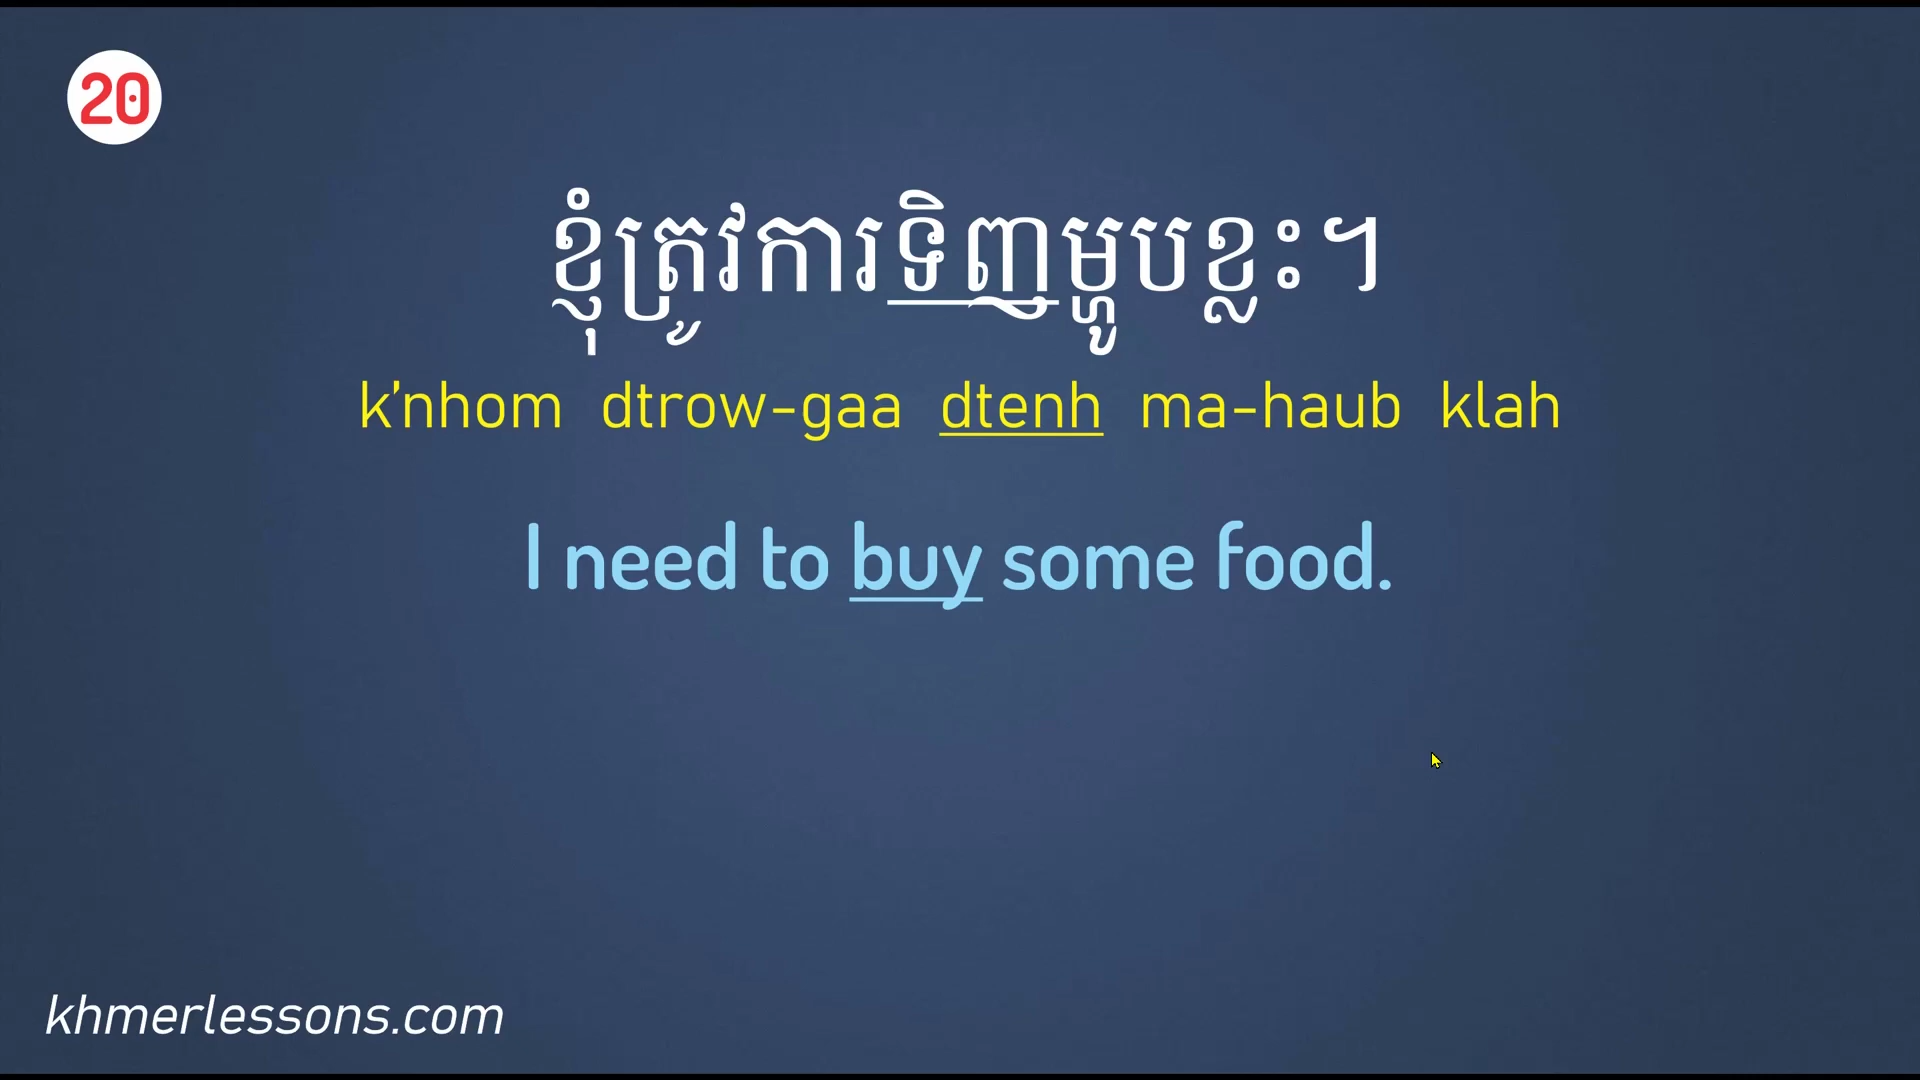 20
ខ្ញុំត្រូវការទិញម្ហូបខ្លះ។
k'nhom dtrow-gaa dtenh ma-haub klah
I need to buy some food.
khmerlessons.com